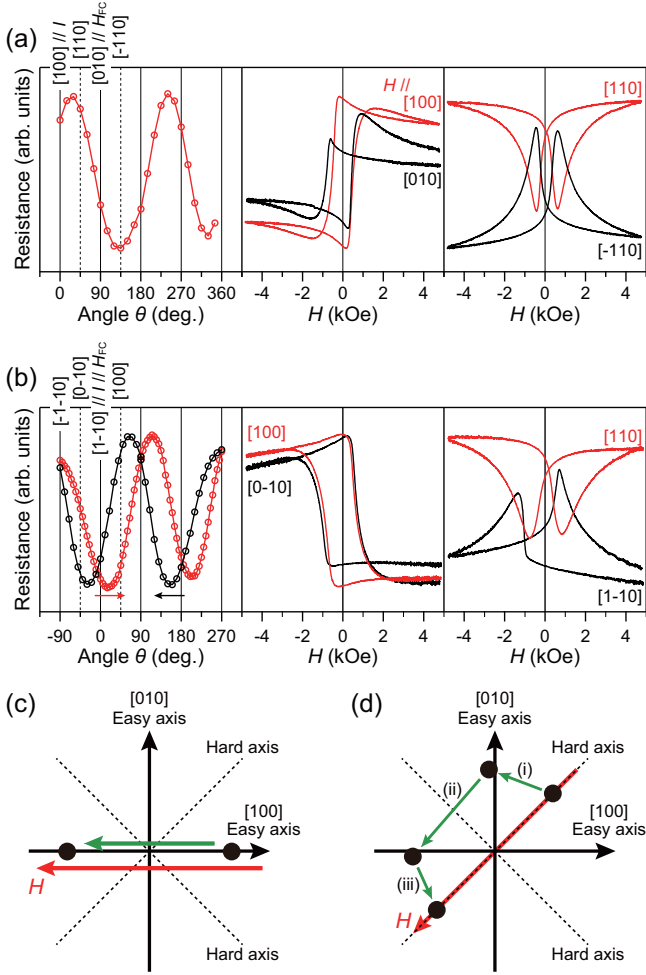 (a)
[100] // I
[110]
[010] // HFC
[-110]
Resistance (arb. units)
0 90 180 270 360
Angle θ (deg.)
H //
[100]
[010]
-4 -2 0 2 4
H (kOe)
[110]
[-110]
-4 -2 0 2 4
H (kOe)
(b)
[-1-10]
[0-10]
[1-10] // I // HFC
[100]
Resistance (arb. units)
-90 0 90 180 270
Angle θ (deg.)
[100]
[0-10]
-4 -2 0 2 4
H (kOe)
[110]
[1-10]
-4 -2 0 2 4
H (kOe)
(c)
[010]
Easy axis
Hard axis
[100]
Easy axis
H
Hard axis
(d)
[010]
Easy axis
Hard axis
(i)
(ii)
[100]
Easy axis
(iii)
H
Hard axis